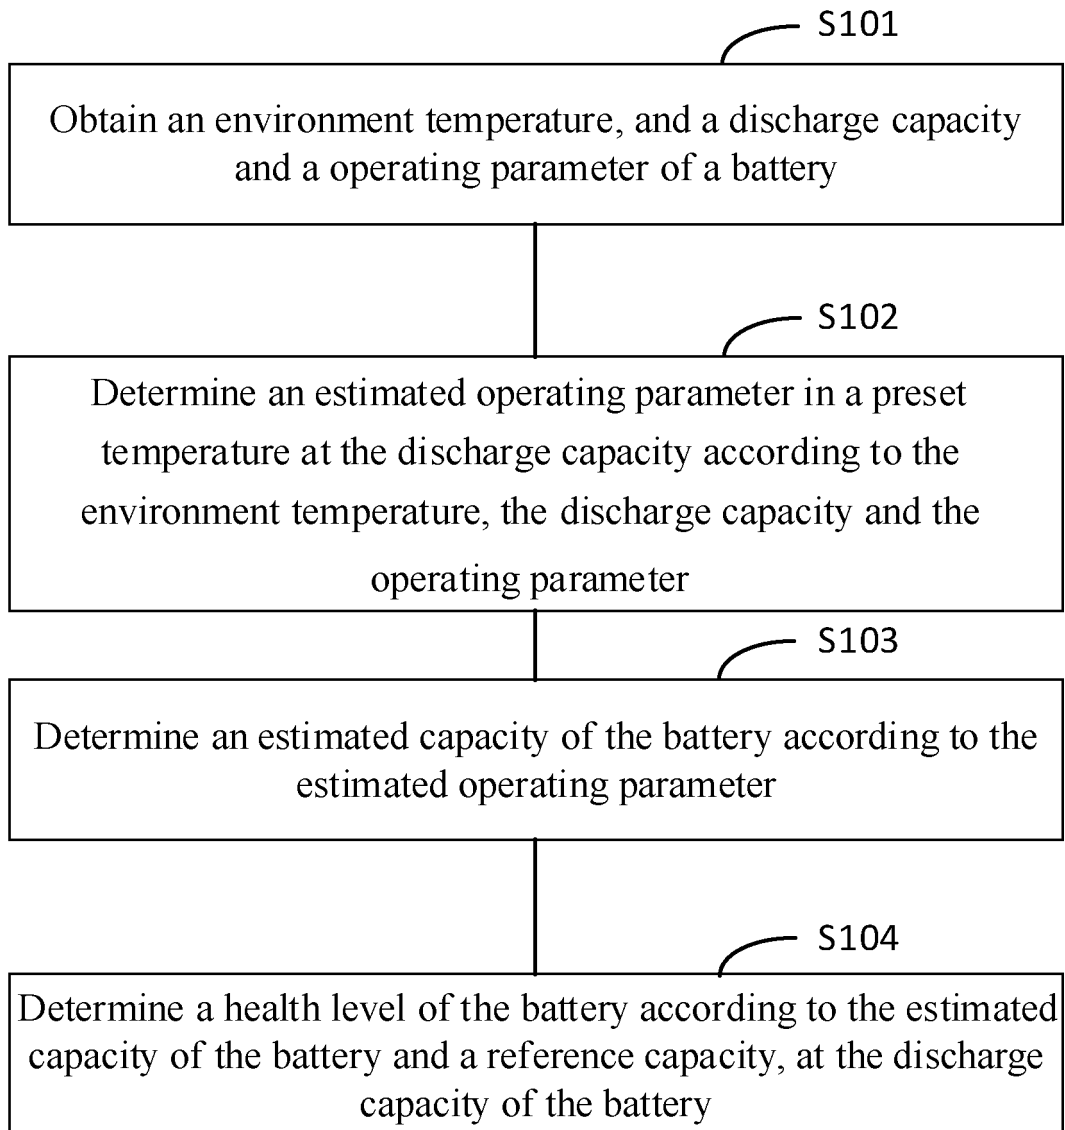 S101
Obtain an environment temperature, and a discharge capacity
and a operating parameter of a battery
S102
Determine an estimated operating parameter in a preset
temperature at the discharge capacity according to the
environment temperature, the discharge capacity and the
operating parameter
S103
Determine an estimated capacity of the battery according to the
estimated operating parameter
S104
Determine a health level of the battery according to the estimated
capacity of the battery and a reference capacity, at the discharge
capacity of the battery